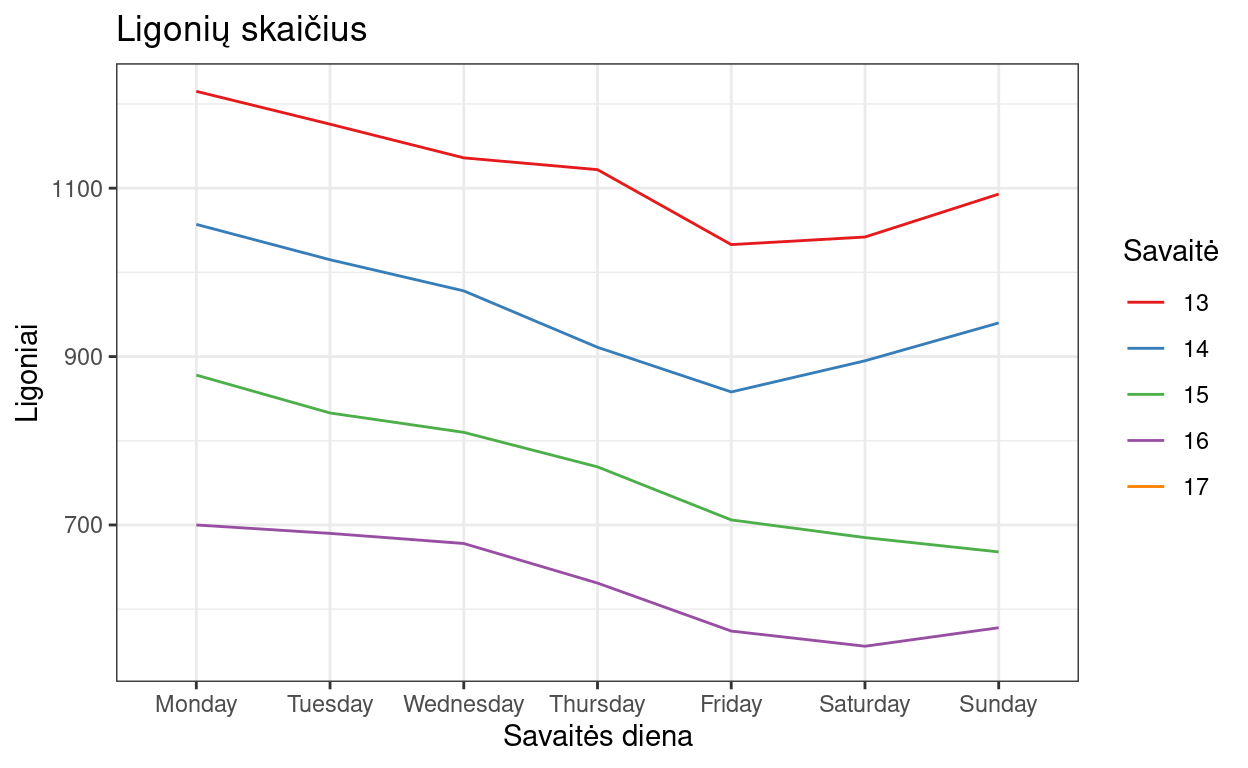 Ligonių skaičius
Ligoniai
1100
900
700
Monday Tuesday Wednesday Thursday Friday Saturday Sunday
Savaitės diena
Savaitė
13
14
15
16
17